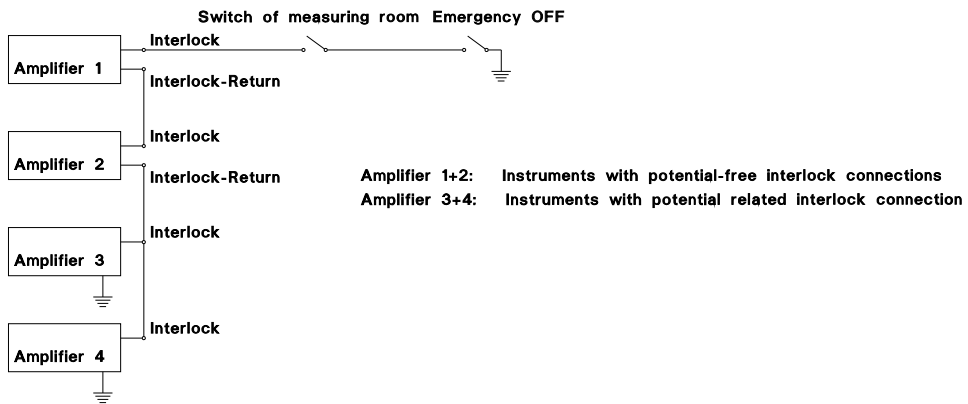 Switch of measuring room Emergency OFF
Interlock
Amplifier 1
Interlock-Return
Interlock
Amplifier 2
Interlock-Return
Amplifier 1+2: Instruments with potential-free interlock connections
Amplifier 3+4: Instruments with potential related interlock connection
Interlock
Amplifier 3
Interlock
Amplifier 4